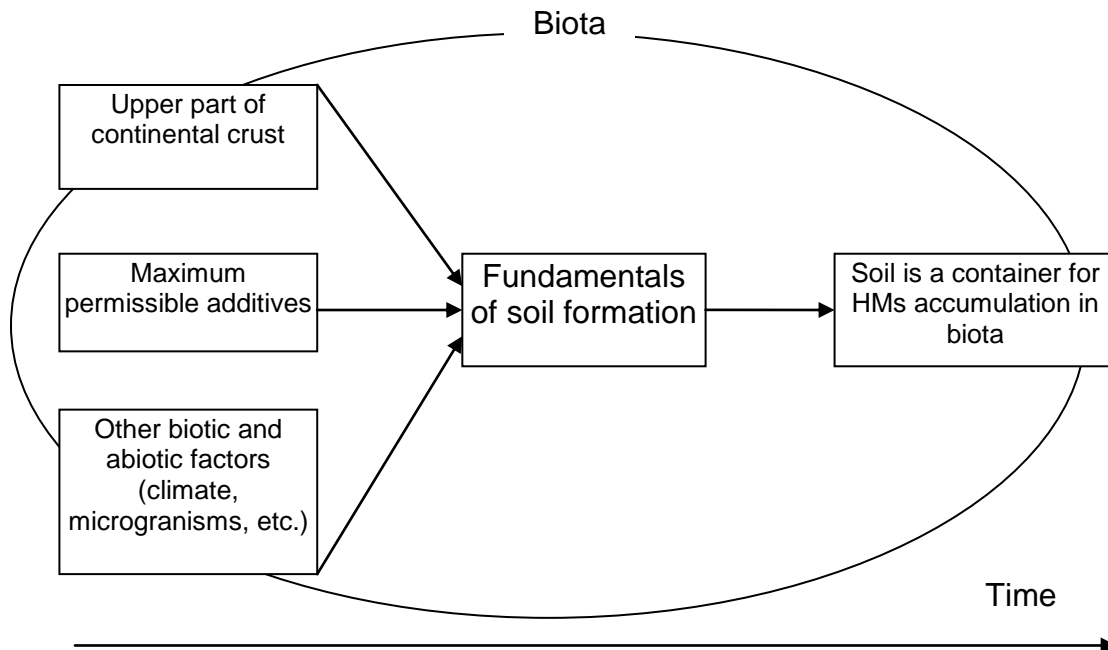 Biota
Upper part of
continental crust
Maximum
permissible additives
Other biotic and
abiotic factors
(climate,
microgranisms, etc.)
Fundamentals
of soil formation
Soil is a container for
HMs accumulation in
biota
Time